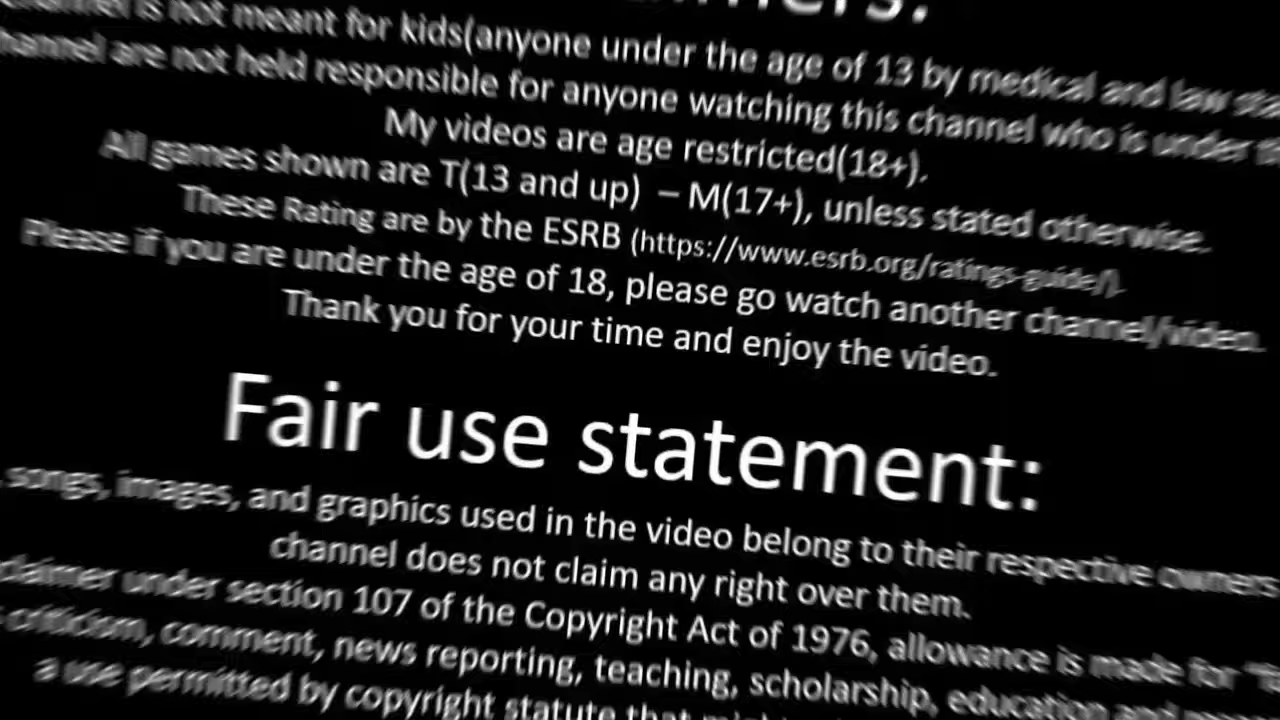 is not meant for kids(anyone under the age of 13 by medical and law
are not held responsible for anyone watching this channel who is under
My videos are age restricted(18+).
All games shown are T(13 and up) – M(17+), unless stated otherwise.
These Rating are by the ESRB (https://www.esrb.org/ratings-guide/).
Please if you are under the age of 18, please go watch another channel/video.
Thank you for your time and enjoy the video.
Fair use statement:
songs, images, and graphics used in the video belong to their respective owners
channel does not claim any right over them.
under section 107 of the Copyright Act of 1976, allowance is made for
criticism, comment, news reporting, teaching, scholarship, education and
a use permitted by copyright statute that